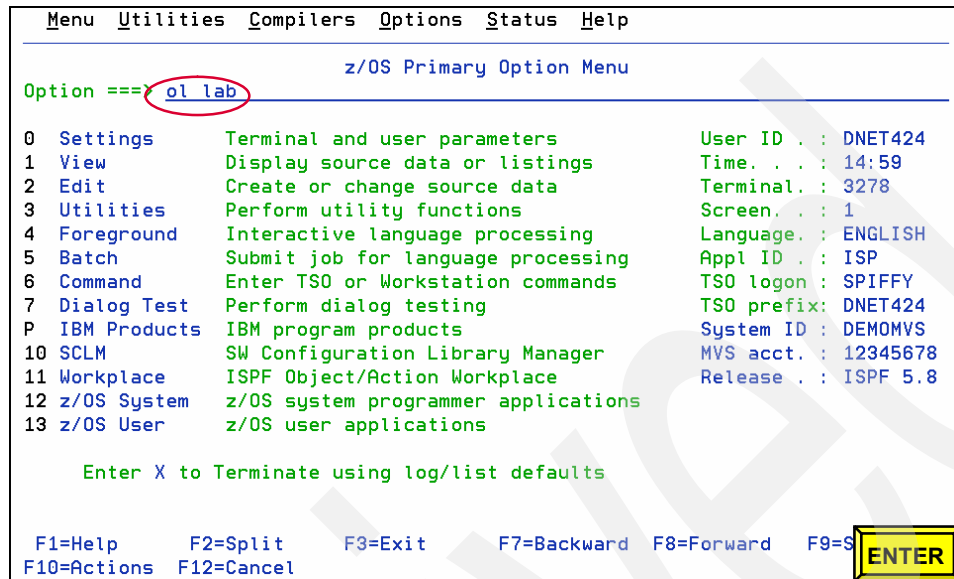 Menu Utilities Compilers Options Status Help
z/OS Primary Option Menu
Option ===> ol lab
0 Settings Terminal and user parameters User ID . : DNET424
1 View Display source data or listings Time. . . : 14:59
2 Edit Create or change source data Terminal. : 3278
3 Utilities Perform utility functions Screen. . : 1
4 Foreground Interactive language processing Language. : ENGLISH
5 Batch Submit job for language processing Appl ID . : ISP
6 Command Enter TSO or Workstation commands TSO logon : SPIFFY
7 Dialog Test Perform dialog testing TSO prefix: DNET424
P IBM Products IBM program products System ID : DEMOMVS
10 SCLM SW Configuration Library Manager MVS acct. : 12345678
11 Workplace ISPF Object/Action Workplace Release . : ISPF 5.8
12 z/OS System z/OS system programmer applications
13 z/OS User z/OS user applications
Enter X to Terminate using log/list defaults
F1=Help F2=Split F3=Exit F7=Backward F8=Forward F9=S
ENTER
F10=Actions F12=Cancel